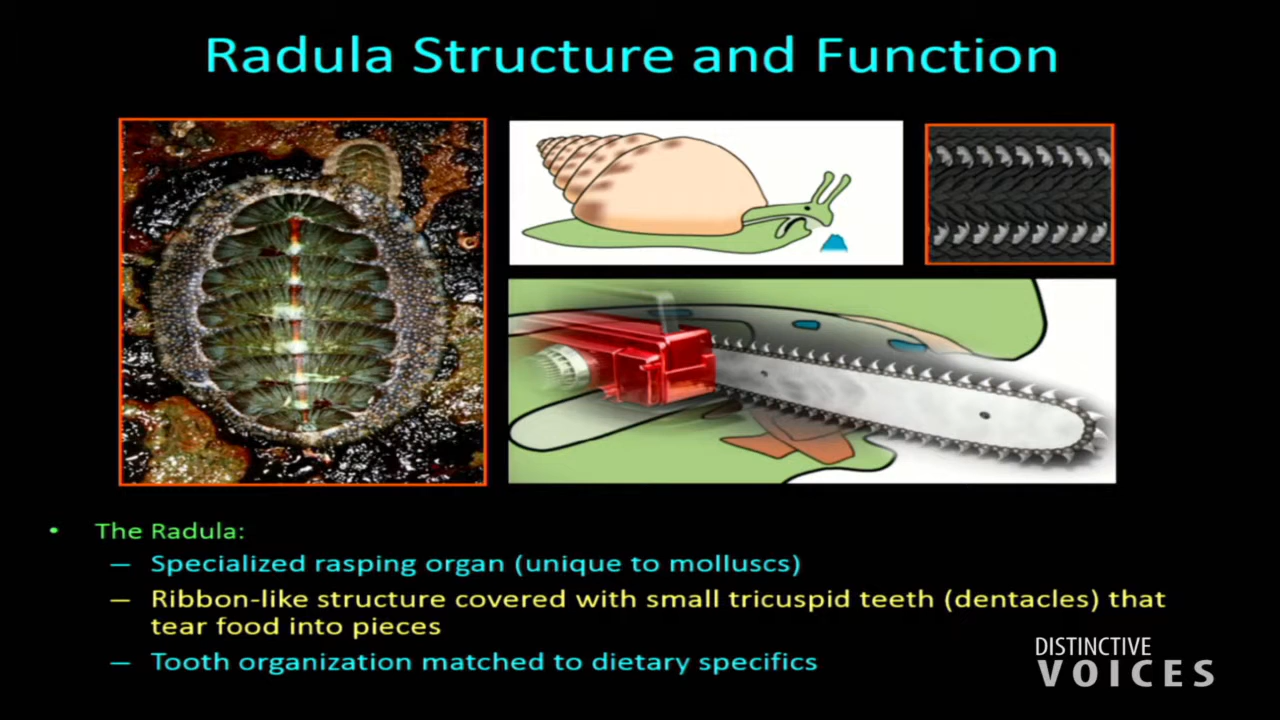 Radula Structure and Function
• The Radula:
– Specialized rasping organ (unique to molluscs)
– Ribbon-like structure covered with small tricuspid teeth (dentacles) that
tear food into pieces
– Tooth organization matched to dietary specifics
DISTINCTIVE
VOICES